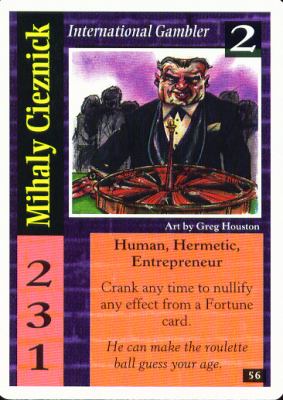 International Gambler
2
Mihaly Cieznick
Art by Greg Houston
2
3
1
Human, Hermetic,
Entrepreneur
Crank any time to nullify
any effect from a Fortune
card.
He can make the roulette
ball guess your age.
56